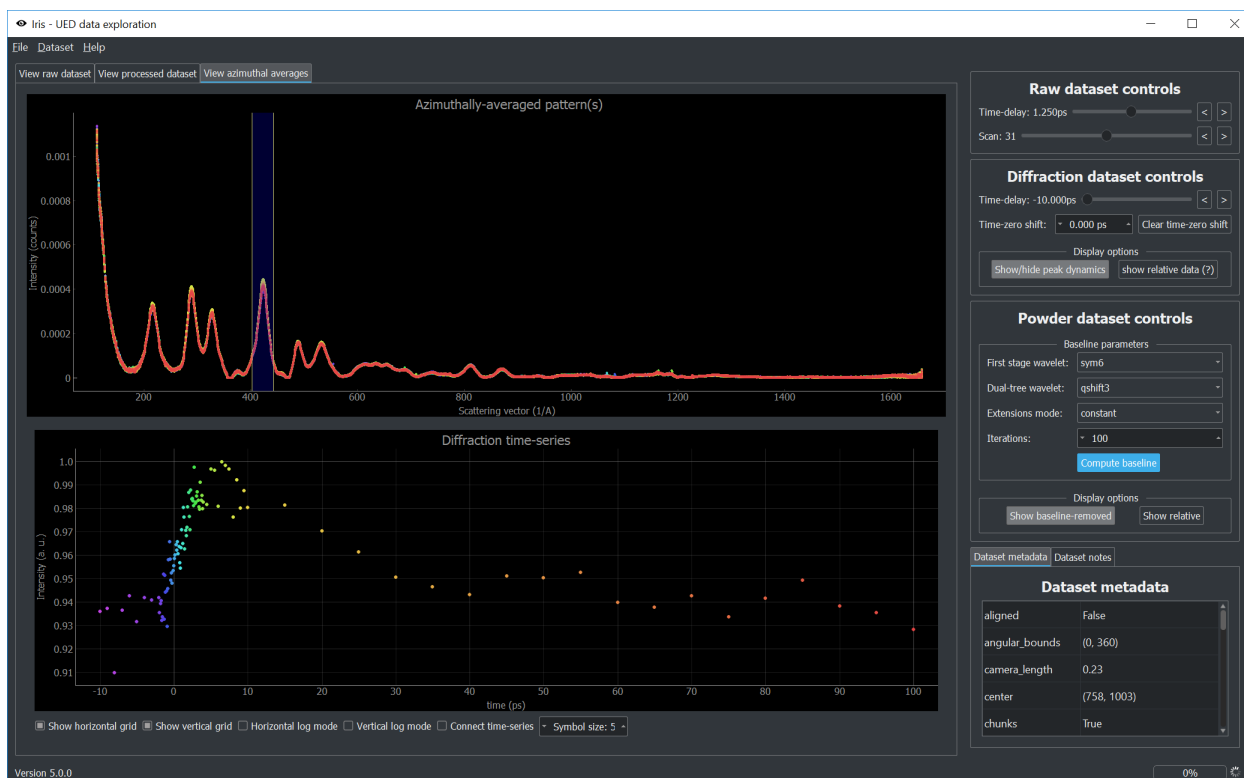 Iris - UED data exploration
File Dataset Help
View raw dataset View processed dataset View azimuthal averages
Azimuthally-averaged pattern(s)
Intensity (counts)
0.001
0.0008
0.0006
0.0004
0.0002
0
200 400 600 800 1000 1200 1400 1600
Scattering vector (1/A)
Diffraction time-series
Intensity (a. u.)
1.0
0.99
0.98
0.97
0.96
0.95
0.94
0.93
0.92
0.91
-10 0 10 20 30 40 50 60 70 80 90 100
time (ps)
Show horizontal grid Show vertical grid Horizontal log mode Vertical log mode Connect time-series Symbol size: 5
Raw dataset controls
Time-delay: 1.250ps < >
Scan: 31 < >
Diffraction dataset controls
Time-delay: -10.000ps < >
Time-zero shift: 0.000 ps Clear time-zero shift
Display options
Show/hide peak dynamics show relative data (?)
Powder dataset controls
Baseline parameters
First stage wavelet: sym6
Dual-tree wavelet: qshift3
Extensions mode: constant
Iterations: 100
Compute baseline
Display options
Show baseline-removed Show relative
Dataset metadata Dataset notes
Dataset metadata
aligned False
angular_bounds (0, 360)
camera_length 0.23
center (758, 1003)
chunks True
Version 5.0.0 0%